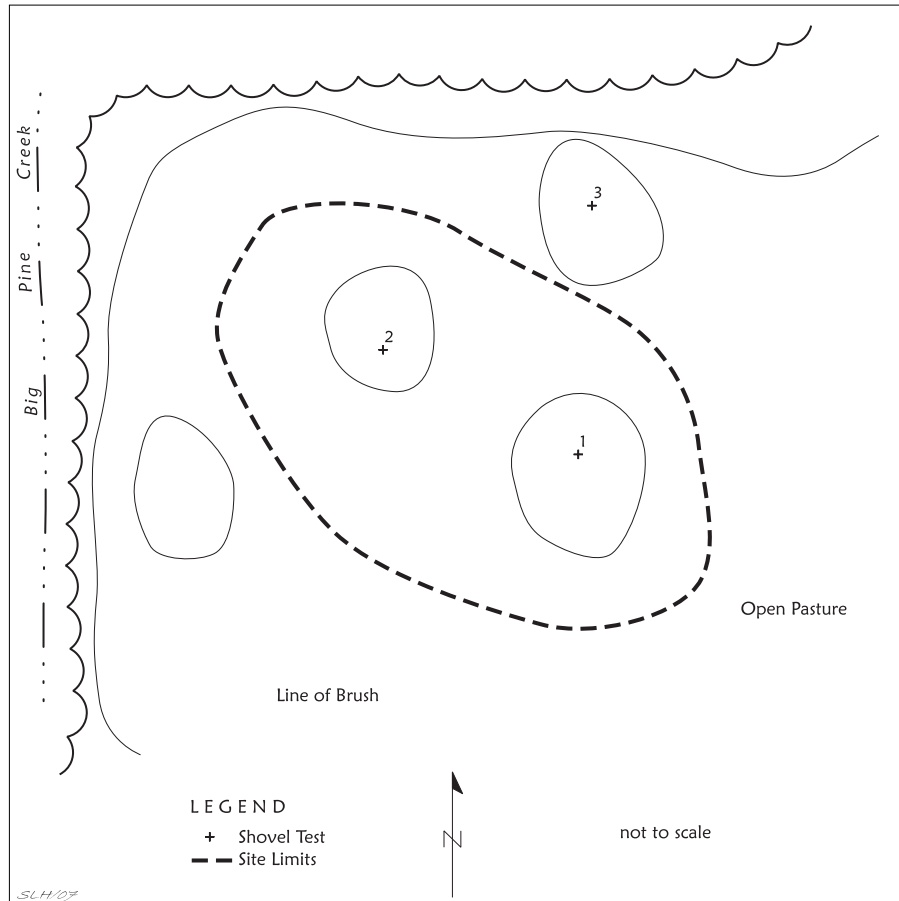 Big Pine Creek
3
2
1
Open Pasture
Line of Brush
N
LEGEND
+ Shovel Test
Site Limits
not to scale
SLH/07